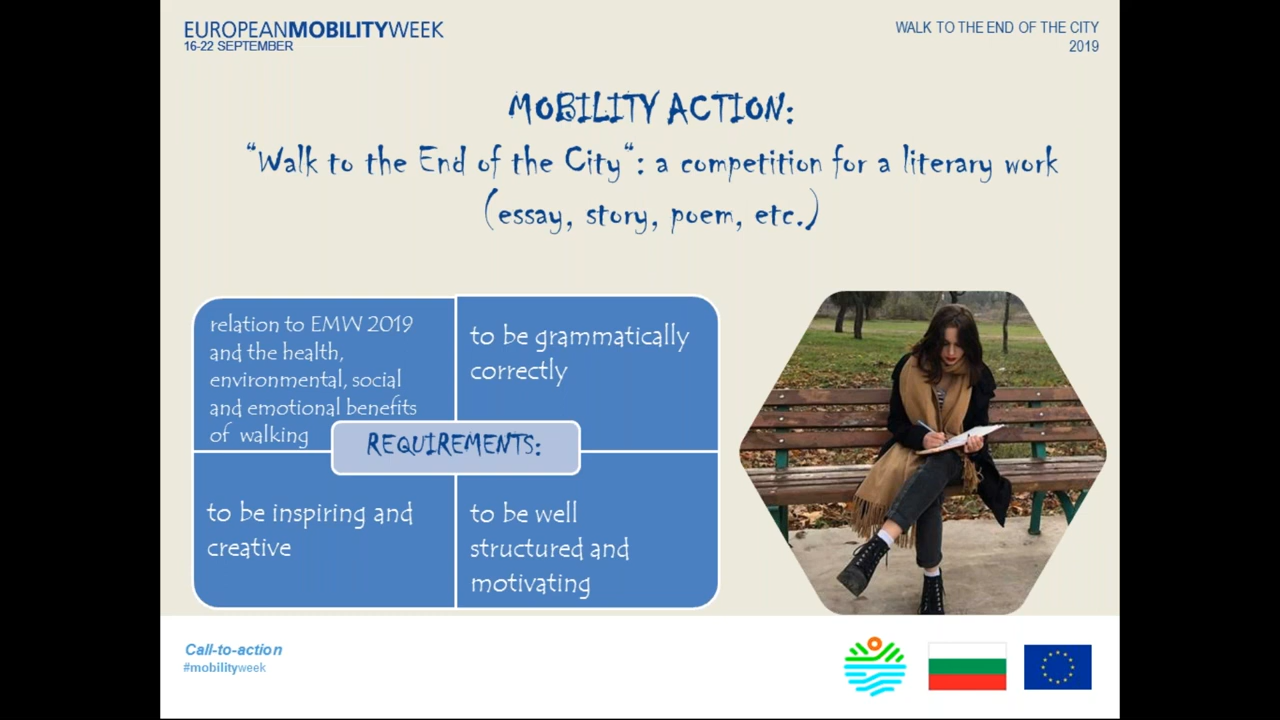 EUROPEANMOBILITYWEEK
16-22 SEPTEMBER
WALK TO THE END OF THE CITY
2019
MOBILITY ACTION:
“Walk to the End of the City“: a competition for a literary work
(essay, story, poem, etc.)
relation to EMW 2019
and the health,
environmental, social
and emotional benefits
of walking
to be grammatically
correctly
REQUIREMENTS:
to be inspiring and
creative
to be well
structured and
motivating
Call-to-action
#mobilityweek